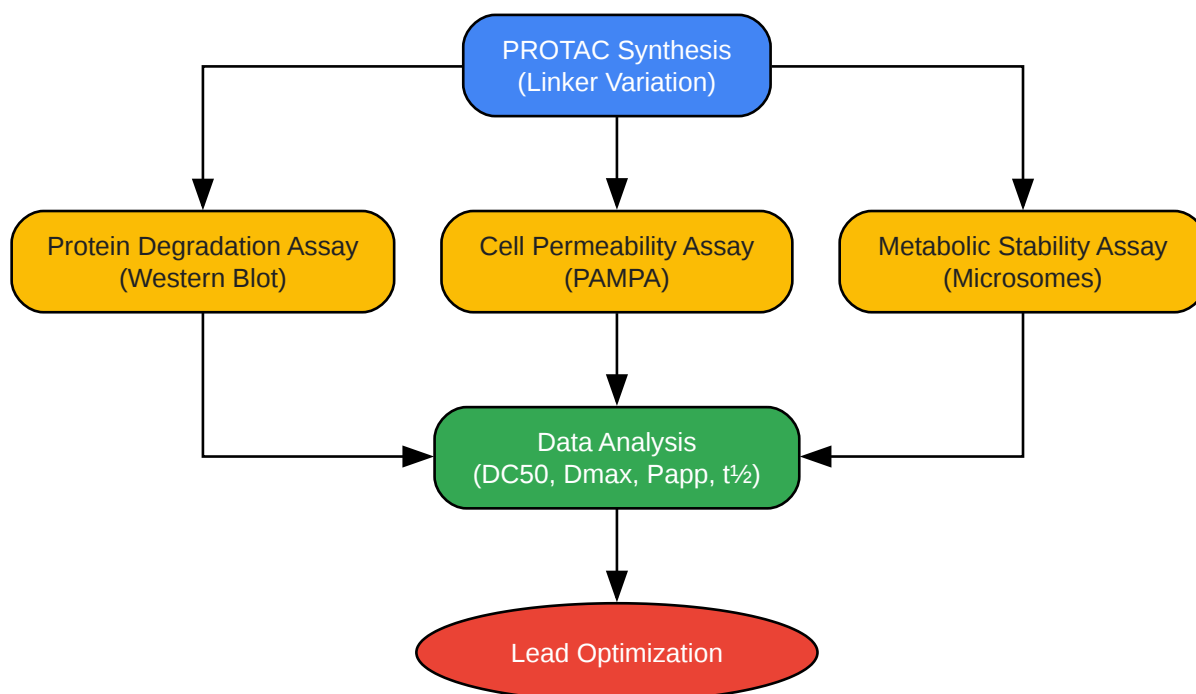 PROTAC Synthesis
(Linker Variation)
Protein Degradation Assay
(Western Blot)
Cell Permeability Assay
(PAMPA)
Metabolic Stability Assay
(Microsomes)
Data Analysis
(DC50, Dmax, Papp, t½)
Lead Optimization